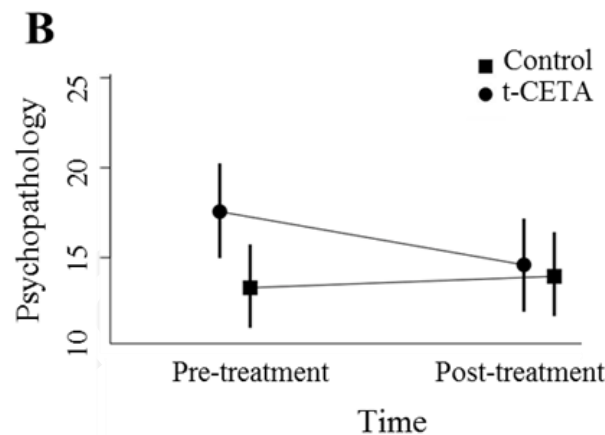 B
Control
t-CETA
Psychopathology
25
20
15
10
Pre-treatment
Post-treatment
Time